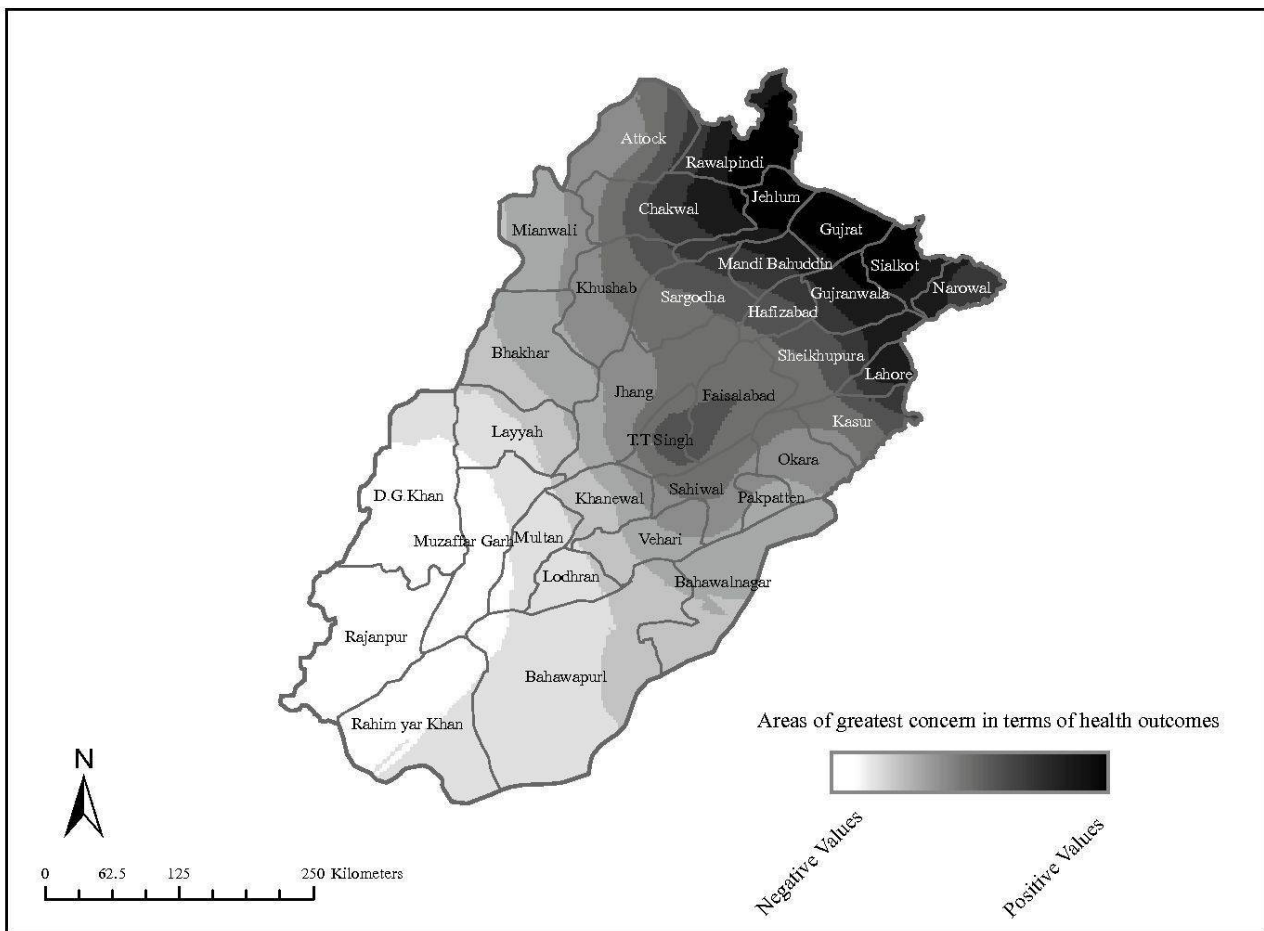 Attock
Rawalpindi
Jehlum
Chakwal
Gujrat
Mianwali
Mandi Bahuddin
Sialkot
Narowal
Khushab
Sargodha
Gujranwala
Hafizabad
Bhakhar
Sheikhupura
Lahore
Jhang
Faisalabad
Kasur
Layyah
T.T Singh
Okara
D.G.Khan
Khanewal
Sahiwal
Pakpatten
Muzaffar Garh
Multan
Vehari
Lodhran
Bahawalnagar
Rajanpur
Bahawapurl
Rahim yar Khan
Areas of greatest concern in terms of health outcomes
Negative Values
Positive Values
N
0 62.5 125 250 Kilometers